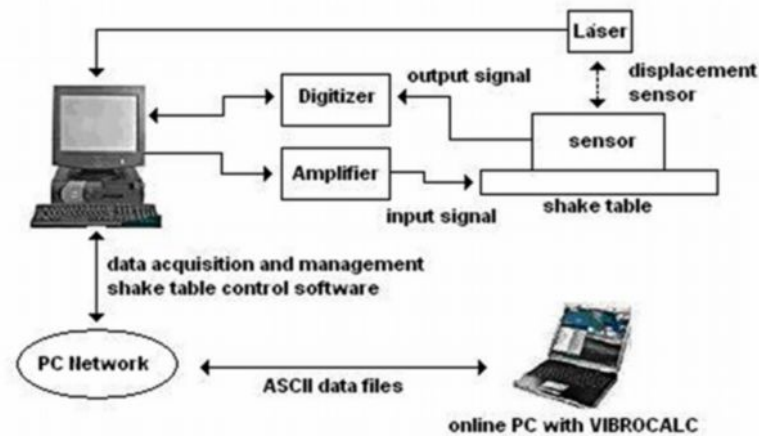 Láser
output signal
displacement
sensor
Digitizer
sensor
Amplifier
input signal
shake table
data acquisition and management
shake table control software
PC Network
ASCII data files
online PC with VIBROCALC